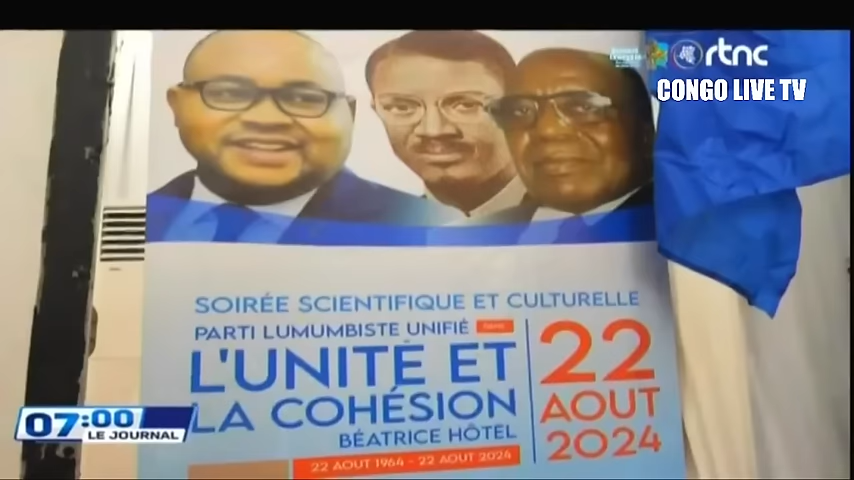 rtnc
CONGO LIVE TV
SOIRÉE SCIENTIFIQUE ET CULTURELLE
PARTI LUMUMBISTE UNIFIÉ
L'UNITÉ ET
LA COHÉSION
BÉATRICE HÔTEL
22
AOUT
2024
22 AOUT 1964 - 22 AOUT 2024
07:00
LE JOURNAL